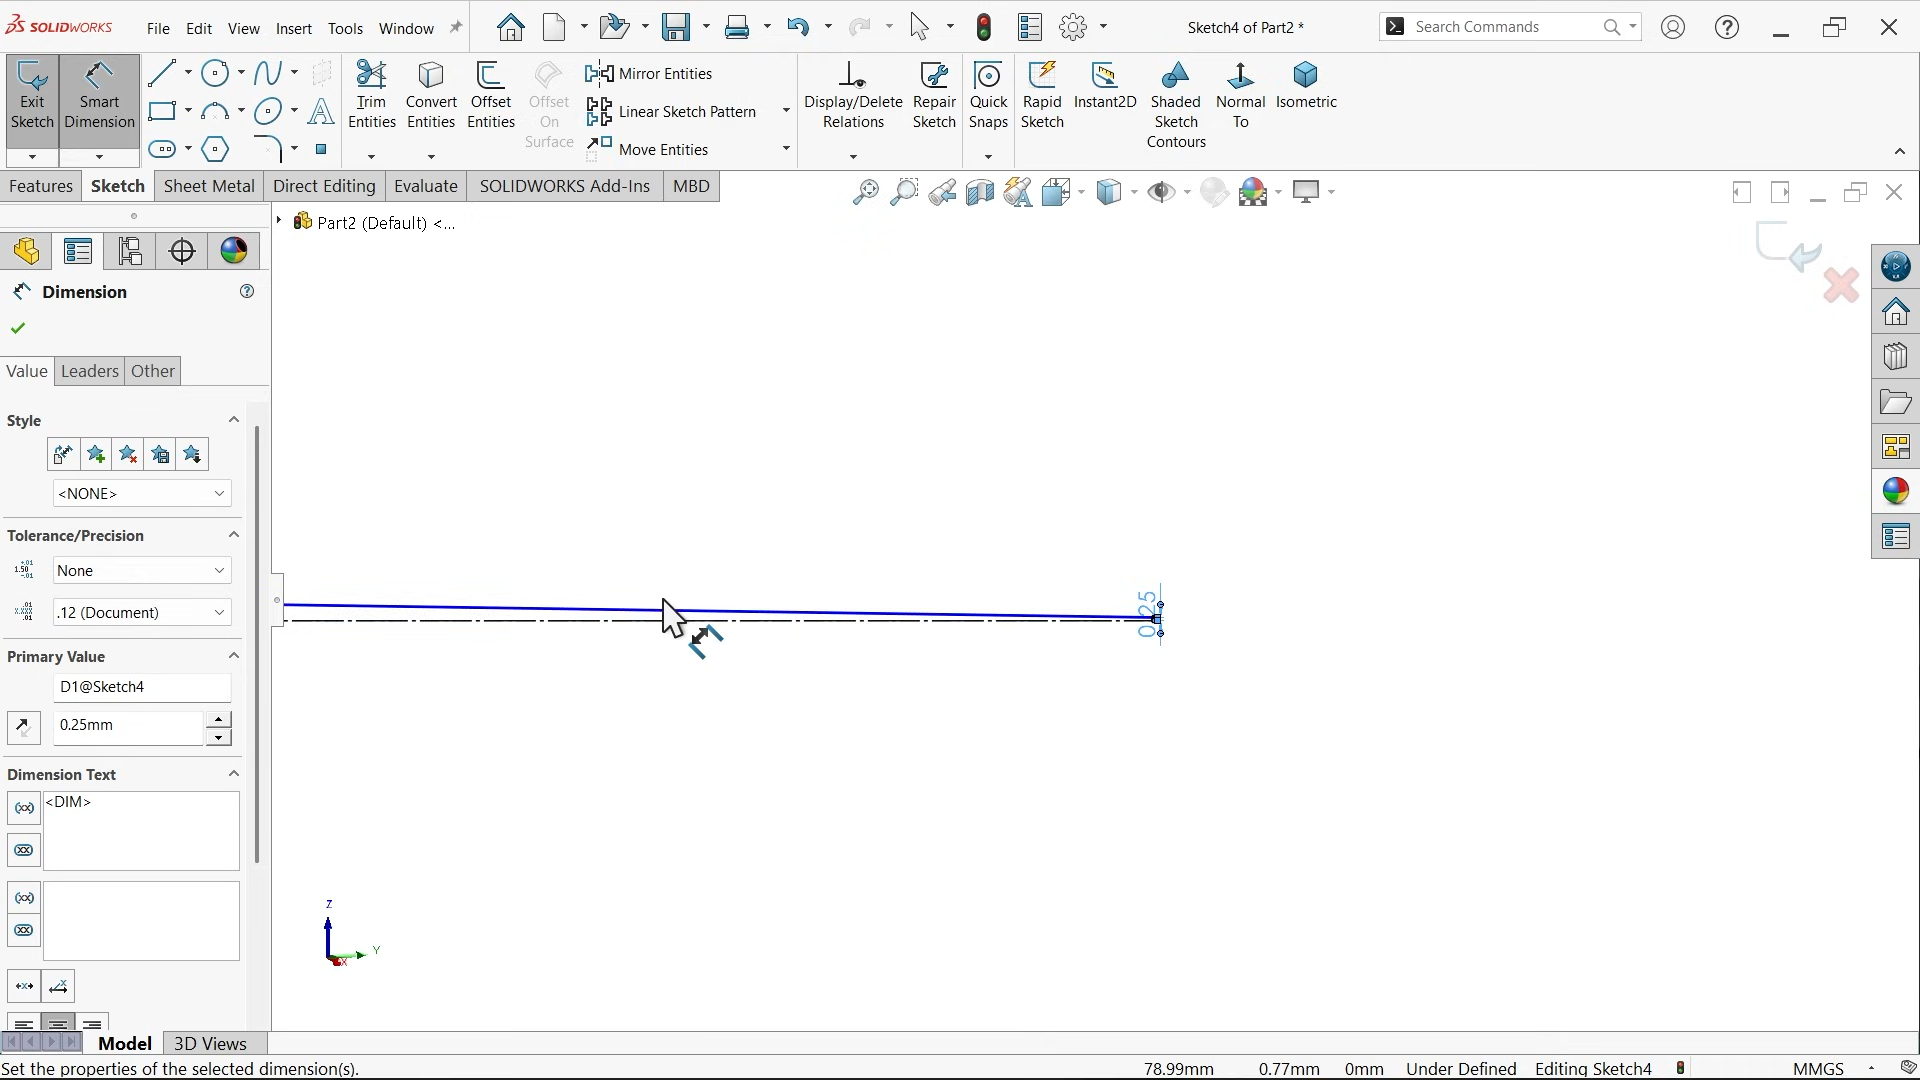 SOLIDWORKS File Edit View Insert Tools Window Sketch4 of Part2 * Search Commands
Exit Sketch
Smart Dimension
Trim Entities
Convert Entities
Offset Entities
Offset On Surface
Mirror Entities
Linear Sketch Pattern
Move Entities
Display/Delete Relations
Repair Sketch
Quick Snaps
Rapid Sketch
Instant2D
Shaded Sketch Contours
Normal To
Isometric
Features Sketch Sheet Metal Direct Editing Evaluate SOLIDWORKS Add-Ins MBD
Part2 (Default) <...
Dimension
Value Leaders Other
Style
<NONE>
Tolerance/Precision
None
.12 (Document)
Primary Value
D1@Sketch4
0.25mm
Dimension Text
<DIM>
0.25
Z
Y
X
Model 3D Views
Set the properties of the selected dimension(s). 78.99mm 0.77mm 0mm Under Defined Editing Sketch4 MMGS